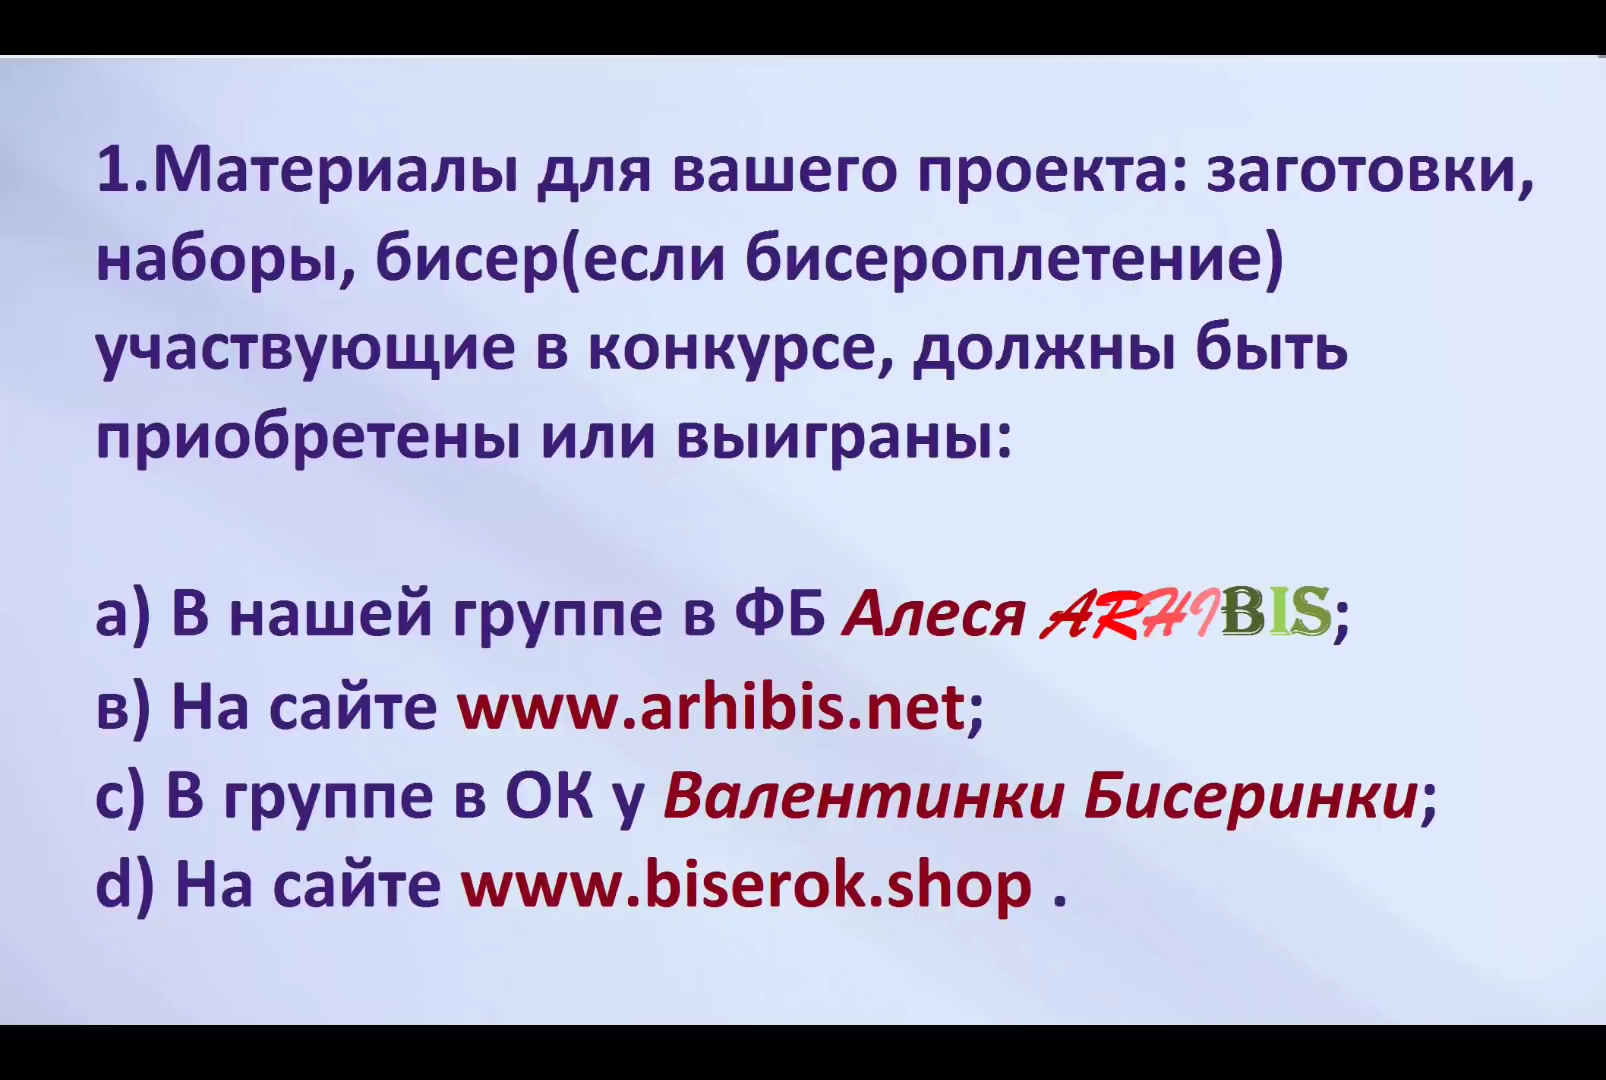 1.Материалы для вашего проекта: заготовки,
наборы, бисер(если бисероплетение)
участвующие в конкурсе, должны быть
приобретены или выиграны:
а) В нашей группе в ФБ Алеся ARHIBIS;
в) На сайте www.arhibis.net;
с) В группе в ОК у Валентинки Бисеринки;
d) На сайте www.biserok.shop .